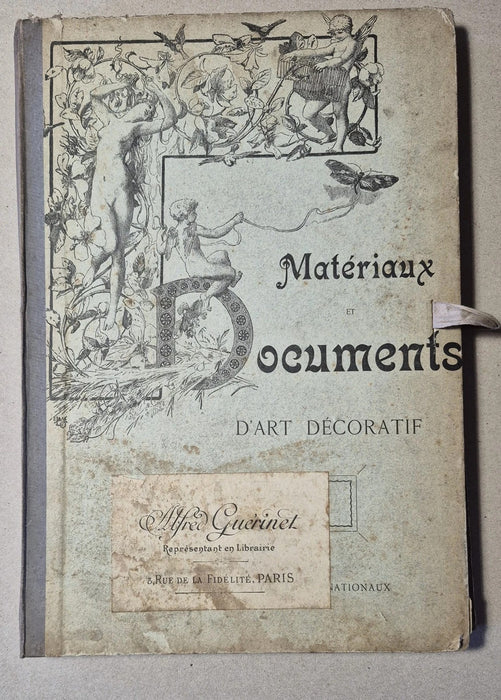 Matériaux
ET
Documents
D'ART DÉCORATIF
Alfred Guérinet
Représentant en Librairie
5, RUE DE LA FIDÉLITÉ, PARIS
NATIONAUX